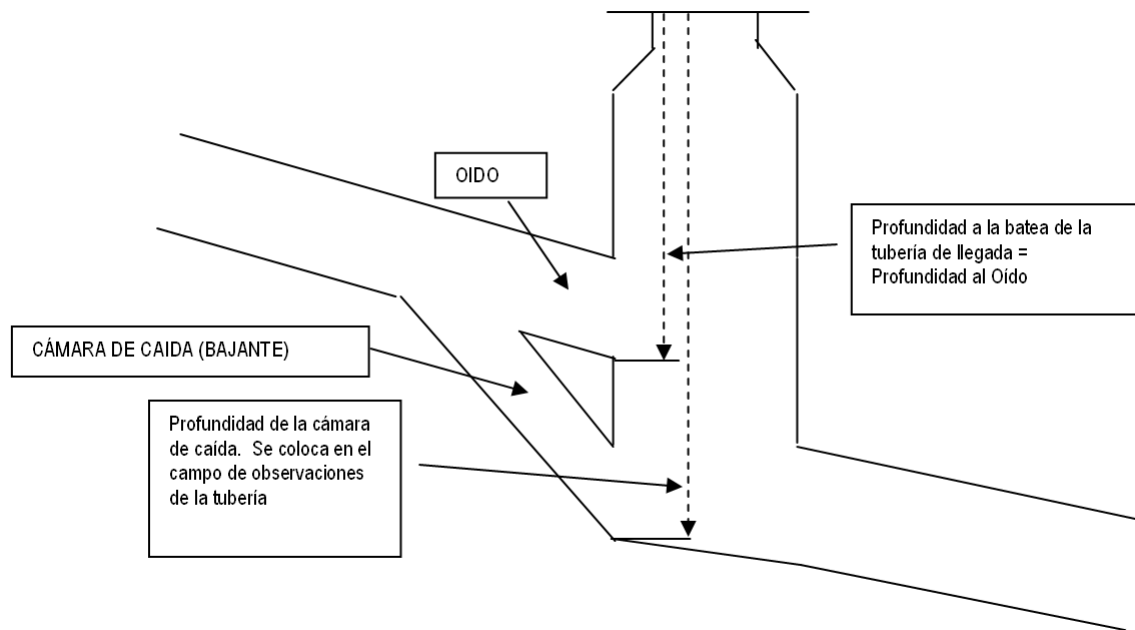 OIDO
Profundidad a la batea de la
tubería de llegada =
Profundidad al Oído
CÁMARA DE CAIDA (BAJANTE)
Profundidad de la cámara
de caída. Se coloca en el
campo de observaciones
de la tubería